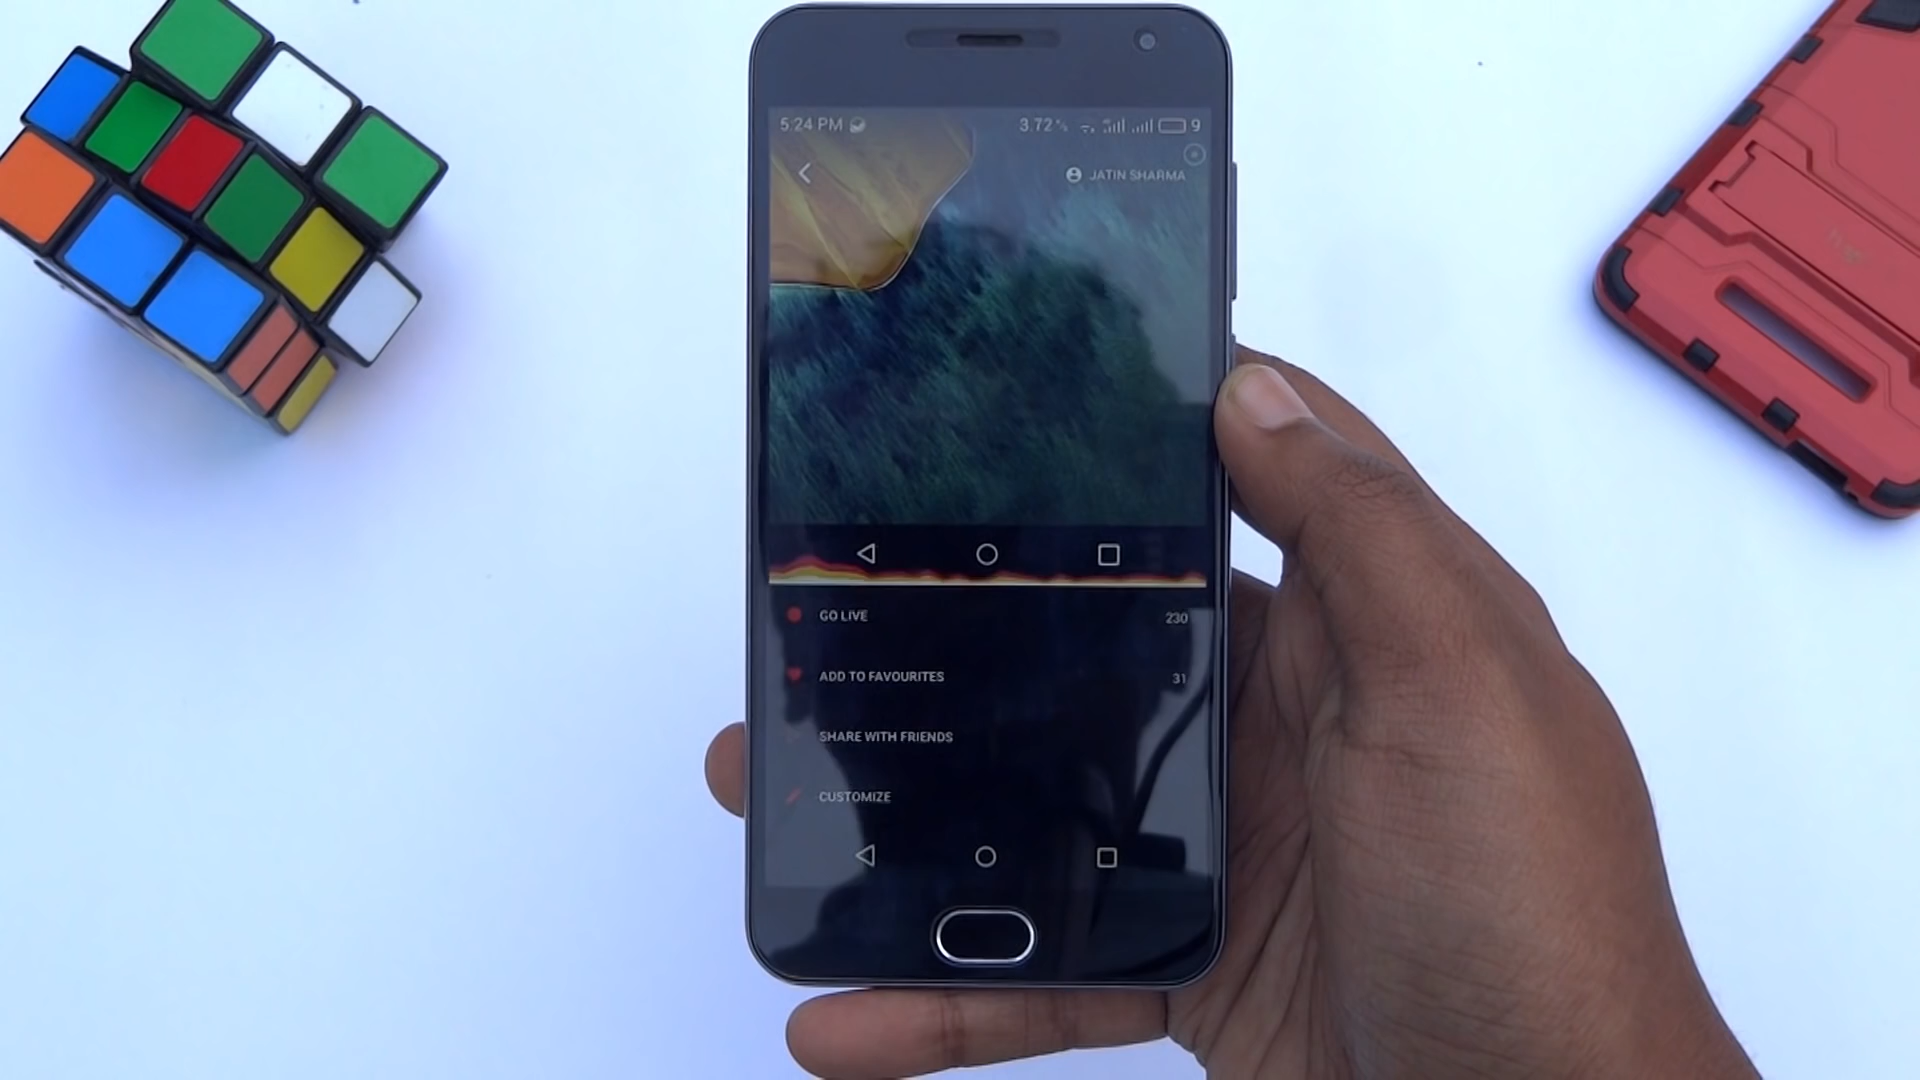 5:24 PM 3.72% 9
JATIN SHARMA
GO LIVE 230
ADD TO FAVOURITES 31
SHARE WITH FRIENDS
CUSTOMIZE